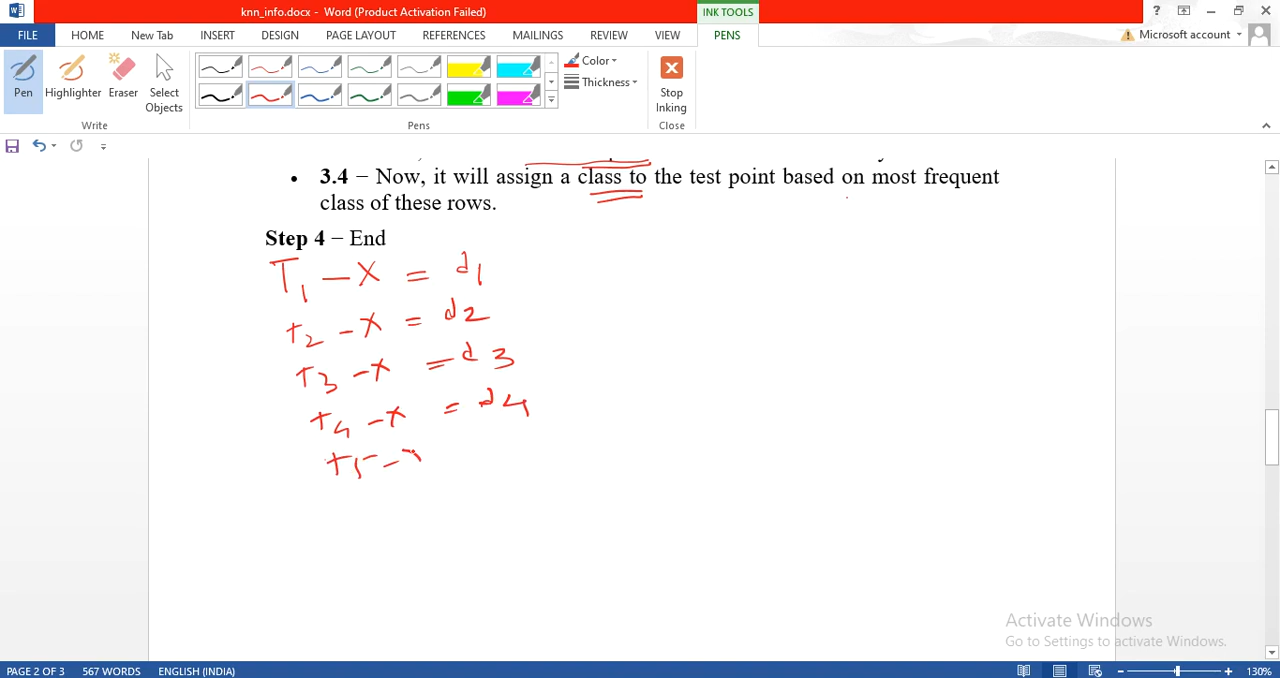 knn_info.docx - Word (Product Activation Failed)
INK TOOLS
?
FILE HOME New Tab INSERT DESIGN PAGE LAYOUT REFERENCES MAILINGS REVIEW VIEW PENS
Microsoft account
Pen Highlighter Eraser Select Objects
Color
Thickness
Stop Inking
Write Pens Close
• 3.4 − Now, it will assign a class to the test point based on most frequent
class of these rows.
Step 4 − End
T1 - X = d1
t2 - X = d2
t3 - X = d3
t4 - X = d4
t5 -
Activate Windows
Go to Settings to activate Windows.
PAGE 2 OF 3 567 WORDS ENGLISH (INDIA)
130%